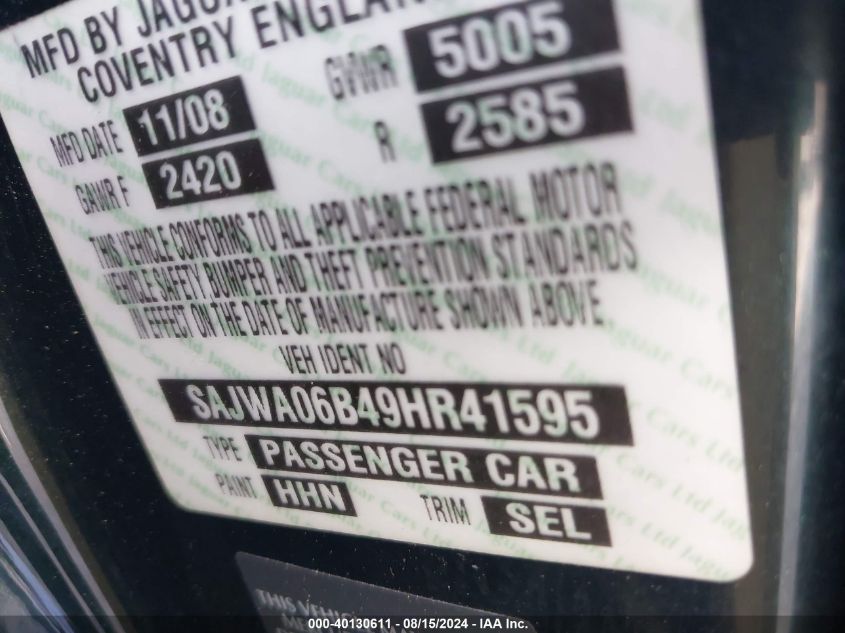 MFD BY JAGUAR
COVENTRY ENGLAND
MFD DATE 11/08 GVWR 5005
GAWR F 2420 R 2585
THIS VEHICLE CONFORMS TO ALL APPLICABLE FEDERAL MOTOR
VEHICLE SAFETY BUMPER AND THEFT PREVENTION STANDARDS
IN EFFECT ON THE DATE OF MANUFACTURE SHOWN ABOVE
VEH IDENT NO
SAJWA06B49HR41595
TYPE PASSENGER CAR
PAINT HHN TRIM SEL
THIS VEHICLE
000-40130611 - 08/15/2024 - IAA Inc.